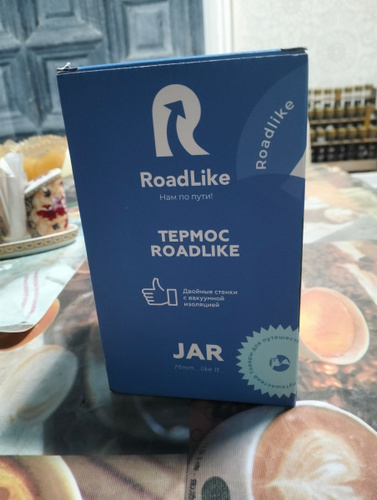 Roadlike
RoadLike
Нам по пути!
ТЕРМОС
ROADLIKE
Двойные стенки
с вакуумной
изоляцией
JAR
Mmm... like it